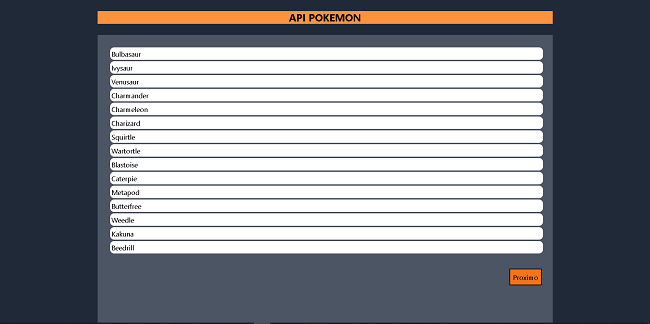 API POKEMON
Bulbasaur
Ivysaur
Venusaur
Charmander
Charmeleon
Charizard
Squirtle
Wartortle
Blastoise
Caterpie
Metapod
Butterfree
Weedle
Kakuna
Beedrill
Proximo